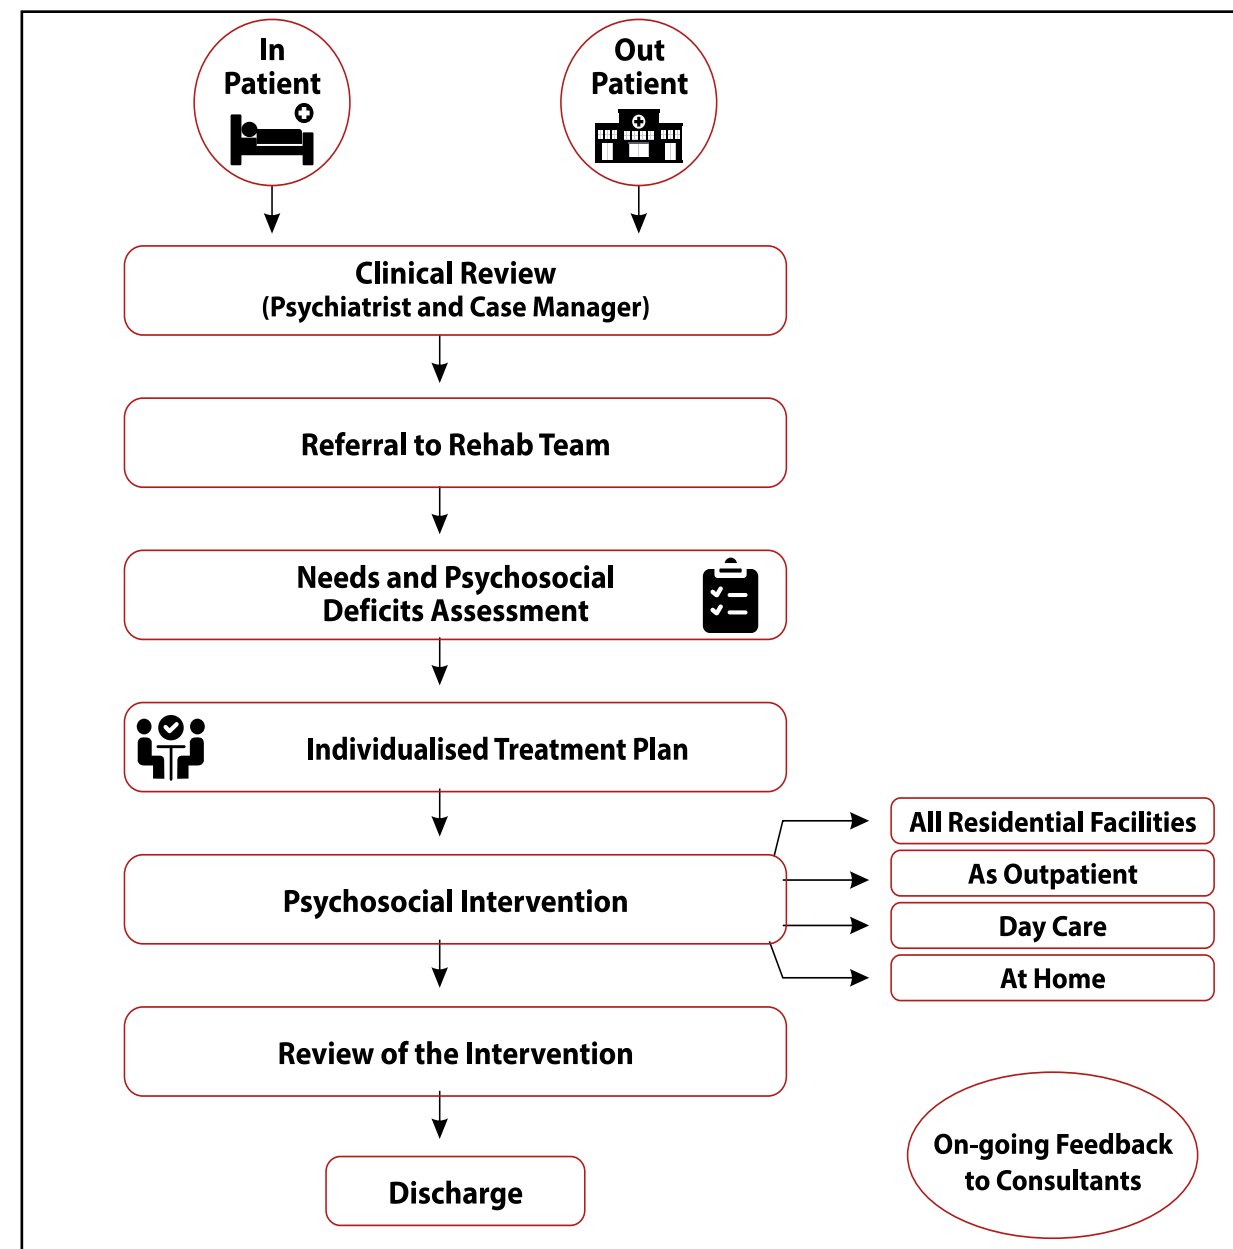 In
Patient
Out
Patient
Clinical Review
(Psychiatrist and Case Manager)
Referral to Rehab Team
Needs and Psychosocial
Deficits Assessment
Individualised Treatment Plan
Psychosocial Intervention
All Residential Facilities
As Outpatient
Day Care
At Home
Review of the Intervention
On-going Feedback
to Consultants
Discharge